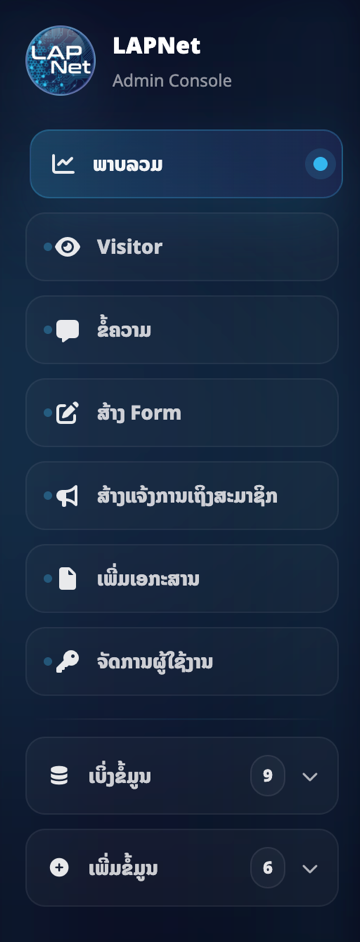 LAP
Net
LAPNet
Admin Console
ພາບລວມ
Visitor
ຂໍ້ຄວາມ
ສ້າງ Form
ສ້າງແຈ້ງການເຖິງສະມາຊິກ
ເພີ່ມເອກະສານ
ຈັດການຜູ້ໃຊ້ງານ
ເບິ່ງຂໍ້ມູນ 9
ເພີ່ມຂໍ້ມູນ 6